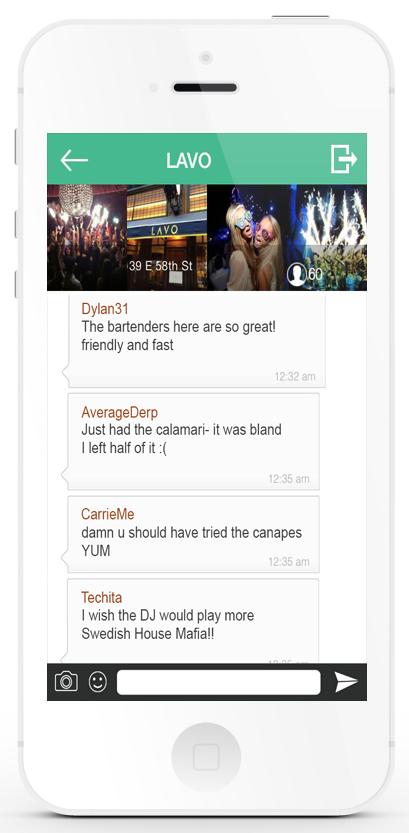 LAVO
LAVO
39 E 58th St
60
Dylan31
The bartenders here are so great!
friendly and fast
12:32 am
AverageDerp
Just had the calamari- it was bland
I left half of it :(
12:35 am
CarrieMe
damn u should have tried the canapes
YUM
12:35 am
Techita
I wish the DJ would play more
Swedish House Mafia!!